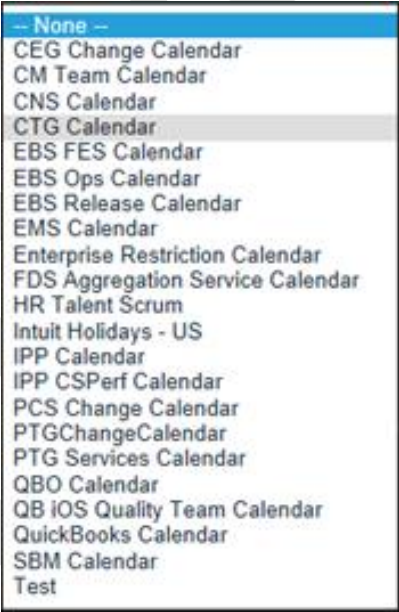 -- None --
CEG Change Calendar
CM Team Calendar
CNS Calendar
CTG Calendar
EBS FES Calendar
EBS Ops Calendar
EBS Release Calendar
EMS Calendar
Enterprise Restriction Calendar
FDS Aggregation Service Calendar
HR Talent Scrum
Intuit Holidays - US
IPP Calendar
IPP CSPerf Calendar
PCS Change Calendar
PTGChangeCalendar
PTG Services Calendar
QBO Calendar
QB iOS Quality Team Calendar
QuickBooks Calendar
SBM Calendar
Test